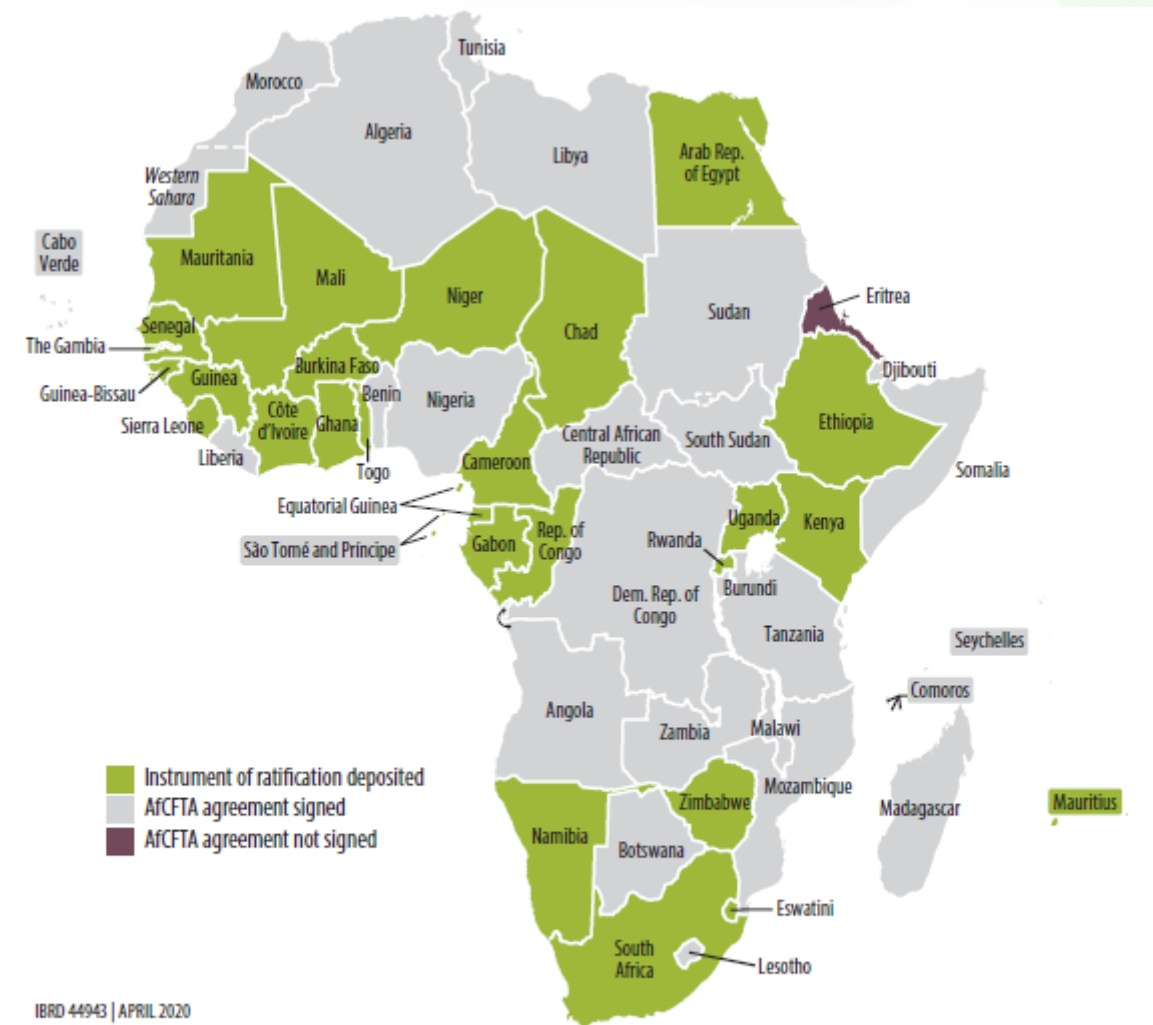 Tunisia
Morocco
Algeria
Libya
Arab Rep.
of Egypt
Western
Sahara
Cabo
Verde
Mauritania
Mali
Niger
Chad
Sudan
Eritrea
Senegal
The Gambia
Guinea-Bissau
Guinea
Burkina Faso
Benin
Nigeria
Djibouti
Sierra Leone
Côte
d'Ivoire
Ghana
Ethiopia
Liberia
Togo
Cameroon
Central African
Republic
South Sudan
Somalia
Equatorial Guinea
São Tomé and Príncipe
Gabon
Rep. of
Congo
Uganda
Kenya
Rwanda
Burundi
Dem. Rep. of
Congo
Tanzania
Seychelles
Comoros
Angola
Zambia
Malawi
Mozambique
Madagascar
Mauritius
Zimbabwe
Namibia
Botswana
Eswatini
South
Africa
Lesotho
Instrument of ratification deposited
AfCFTA agreement signed
AfCFTA agreement not signed
IBRD 44943 | APRIL 2020